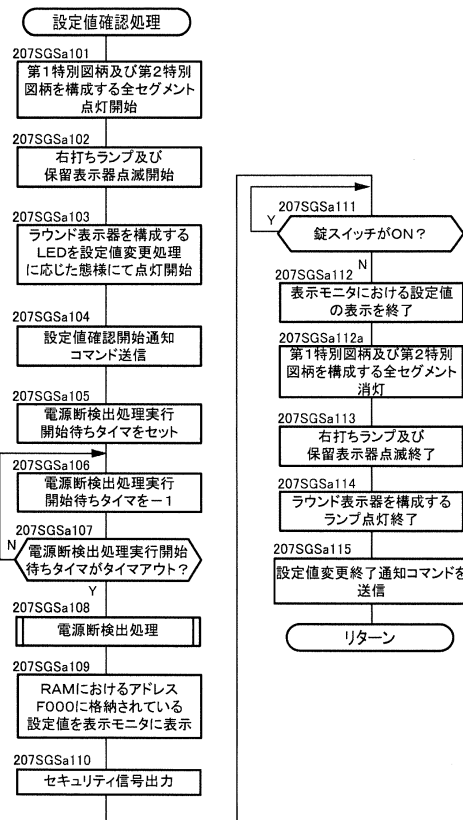 設定値確認処理
207SGSa101
第1特別図柄及び第2特別
図柄を構成する全セグメント
点灯開始
207SGSa102
右打ちランプ及び
保留表示器点滅開始
207SGSa103
ラウンド表示器を構成する
LEDを設定値変更処理
に応じた態様にて点灯開始
207SGSa104
設定値確認開始通知
コマンド送信
207SGSa105
電源断検出処理実行
開始待ちタイマをセット
207SGSa106
電源断検出処理実行
開始待ちタイマを－1
207SGSa107
N
電源断検出処理実行開始
待ちタイマがタイマアウト？
Y
207SGSa108
電源断検出処理
207SGSa109
RAMにおけるアドレス
F000に格納されている
設定値を表示モニタに表示
207SGSa110
セキュリティ信号出力
207SGSa111
Y
錠スイッチがON？
N
207SGSa112
表示モニタにおける設定値
の表示を終了
207SGSa112a
第1特別図柄及び第2特別
図柄を構成する全セグメント
消灯
207SGSa113
右打ちランプ及び
保留表示器点滅終了
207SGSa114
ラウンド表示器を構成する
ランプ点灯終了
207SGSa115
設定値変更終了通知コマンドを
送信
リターン